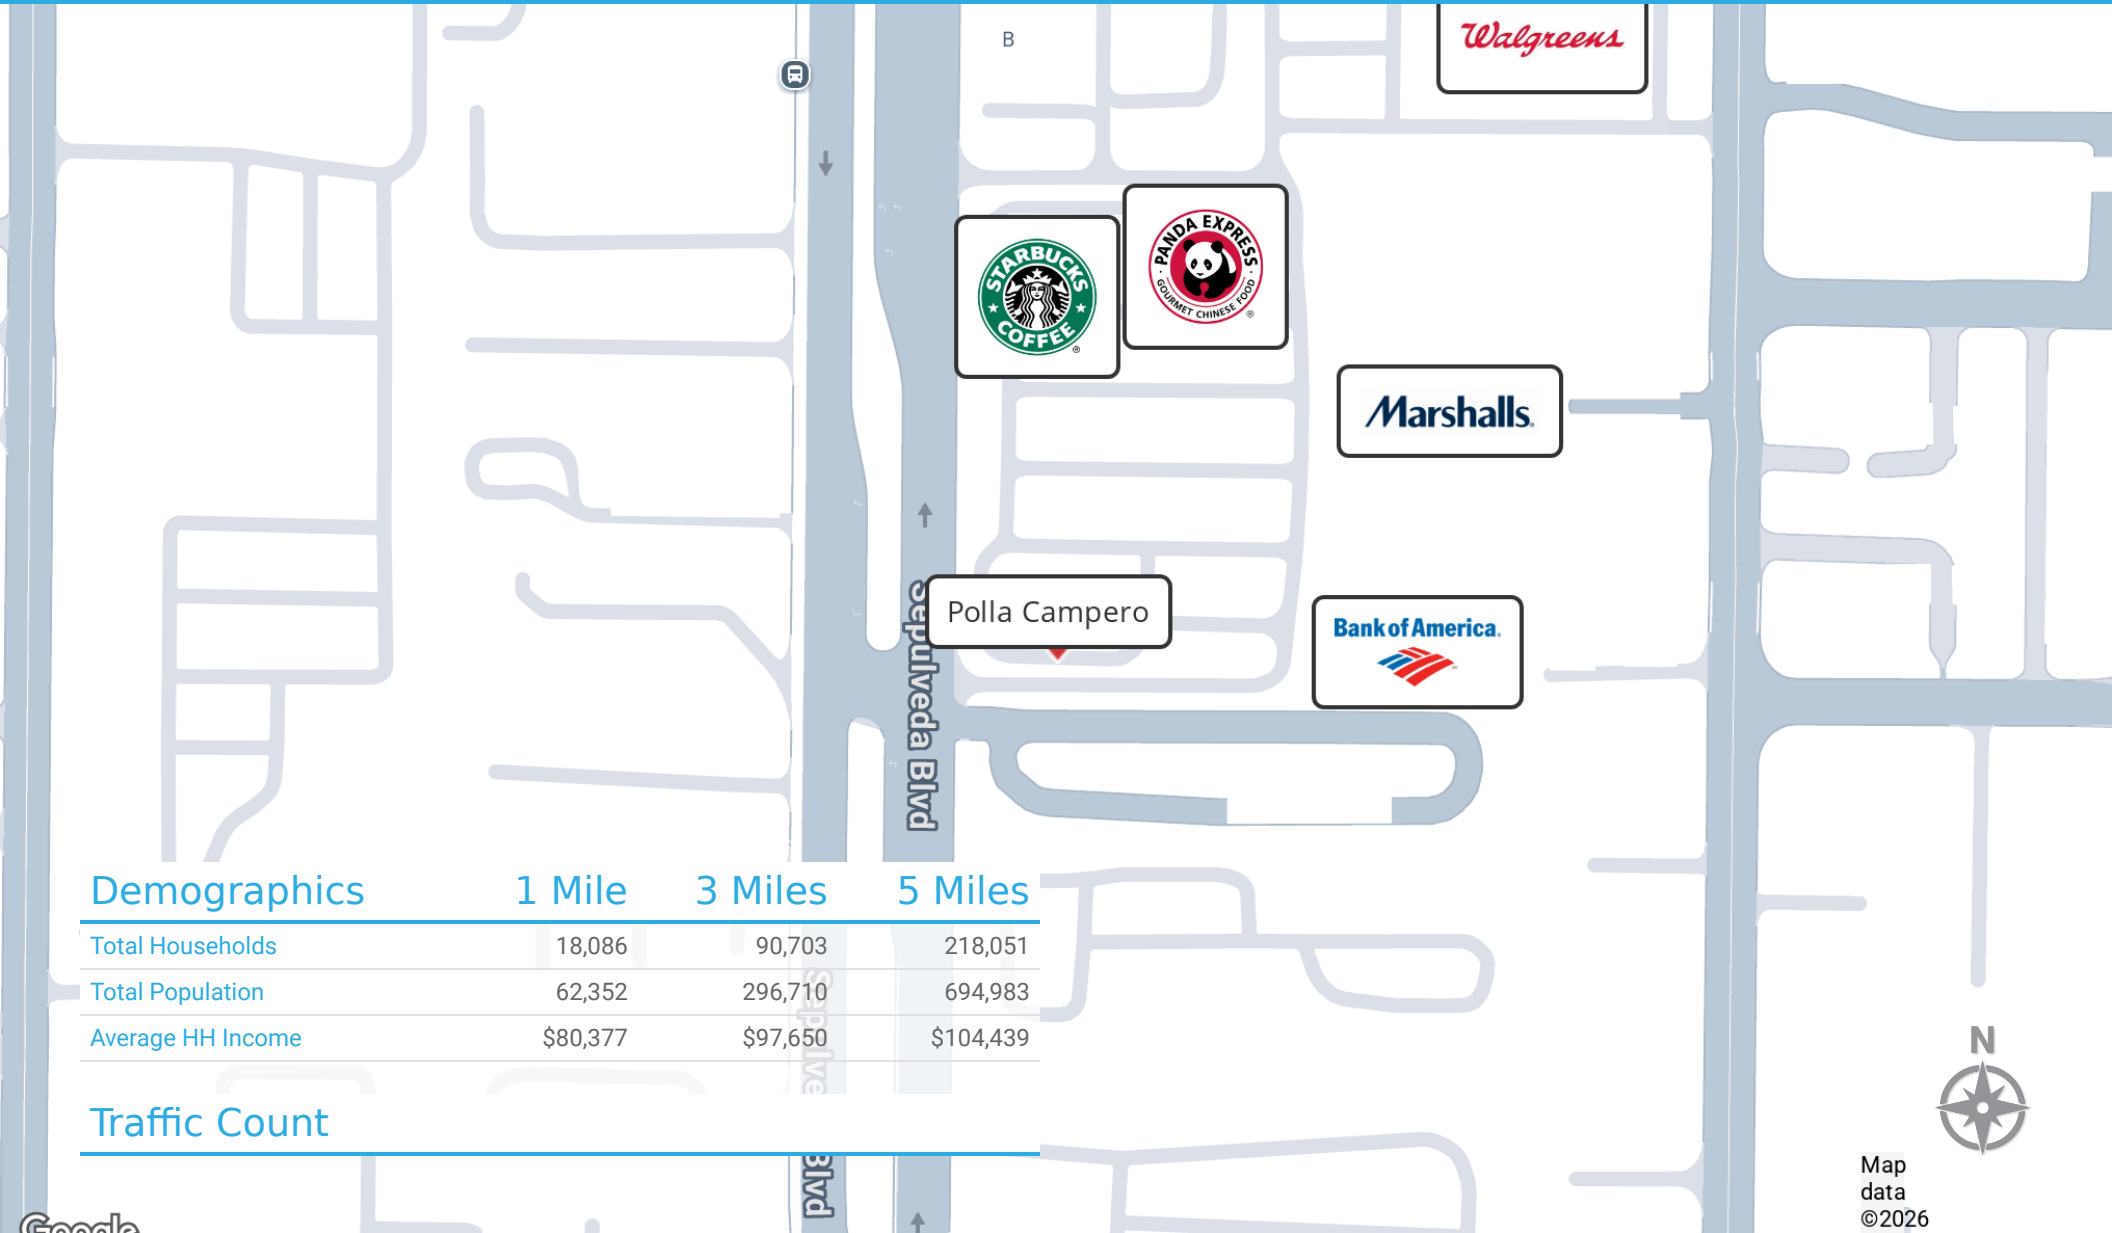 B
Walgreens
STARBUCKS
COFFEE
®
PANDA EXPRESS
GOURMET CHINESE FOOD
®
Marshalls.
Sepulveda Blvd
Polla Campero
Bank of America.
Demographics 1 Mile 3 Miles 5 Miles
Total Households 18,086 90,703 218,051
Total Population 62,352 296,710 694,983
Average HH Income $80,377 $97,650 $104,439
Sepulveda Blvd
Traffic Count
N
Map
data
©2026
Google